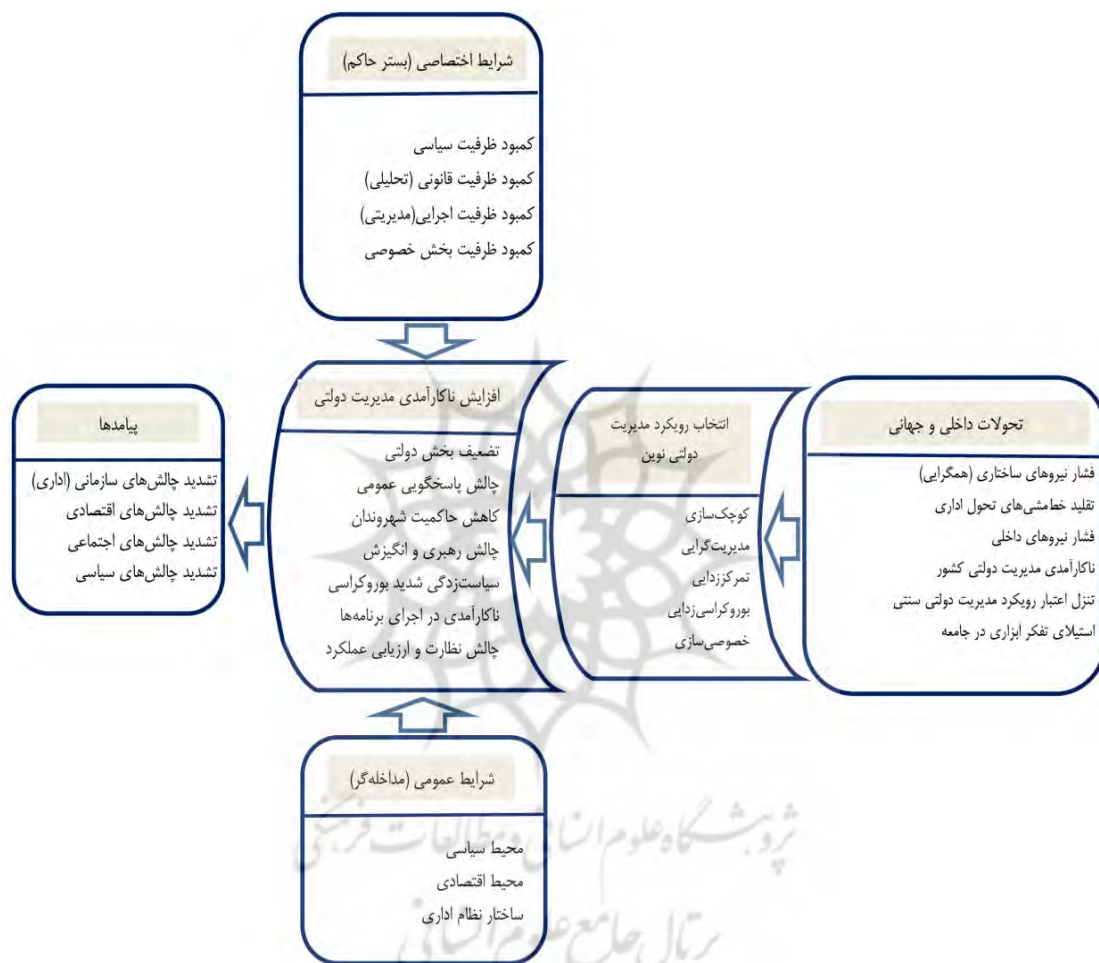 شرایط اختصاصی (بستر حاکم)
کمبود ظرفیت سیاسی
کمبود ظرفیت قانونی (تحلیلی)
کمبود ظرفیت اجرایی(مدیریتی)
کمبود ظرفیت بخش خصوصی
تحولات داخلی و جهانی
فشار نیروهای ساختاری (همگرایی)
تقلید خط‌مشی‌های تحول اداری
فشار نیروهای داخلی
ناکارآمدی مدیریت دولتی کشور
تنزل اعتبار رویکرد مدیریت دولتی سنتی
استیلای تفکر ابزاری در جامعه
انتخاب رویکرد مدیریت
دولتی نوین
کوچک‌سازی
مدیریت‌گرایی
تمرکززدایی
بوروکراسی‌زدایی
خصوصی‌سازی
افزایش ناکارآمدی مدیریت دولتی
تضعیف بخش دولتی
چالش پاسخگویی عمومی
کاهش حاکمیت شهروندان
چالش رهبری و انگیزش
سیاست‌زدگی شدید بوروکراسی
ناکارآمدی در اجرای برنامه‌ها
چالش نظارت و ارزیابی عملکرد
پیامدها
تشدید چالش‌های سازمانی (اداری)
تشدید چالش‌های اقتصادی
تشدید چالش‌های اجتماعی
تشدید چالش‌های سیاسی
شرایط عمومی (مداخله‌گر)
محیط سیاسی
محیط اقتصادی
ساختار نظام اداری
پژوهشگاه علوم انسانی و مطالعات فرهنگی
پرتال جامع علوم انسانی